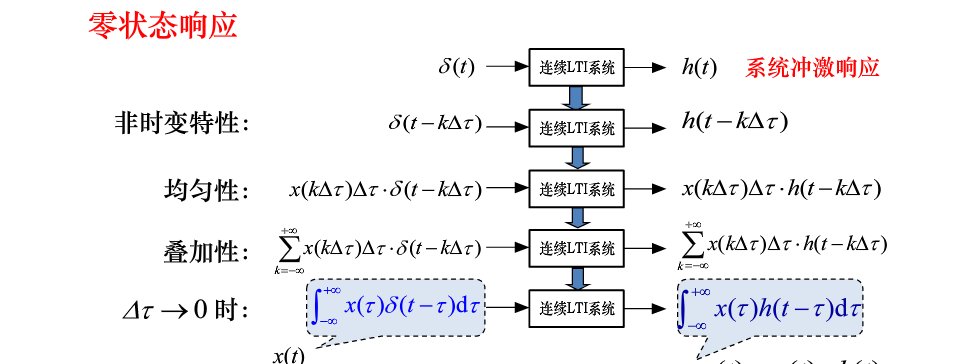 零状态响应
δ(t) 连续LTI系统 h(t) 系统冲激响应
非时变特性: δ(t−kΔτ) 连续LTI系统 h(t−kΔτ)
均匀性: x(kΔτ)Δτ·δ(t−kΔτ) 连续LTI系统 x(kΔτ)Δτ·h(t−kΔτ)
叠加性: ∑_{k=−∞}^{+∞} x(kΔτ)Δτ·δ(t−kΔτ) 连续LTI系统 ∑_{k=−∞}^{+∞} x(kΔτ)Δτ·h(t−kΔτ)
Δτ→0时: ∫_{−∞}^{+∞} x(τ)δ(t−τ)dτ 连续LTI系统 ∫_{−∞}^{+∞} x(τ)h(t−τ)dτ
x(t)